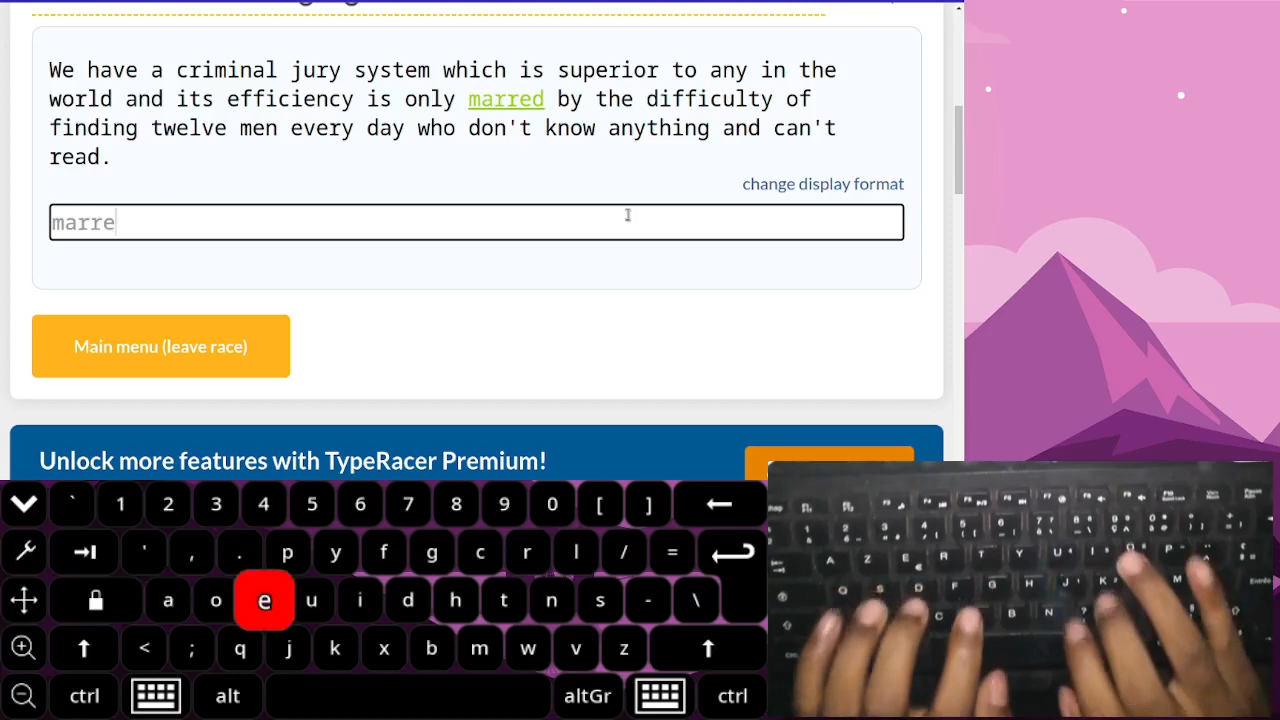 We have a criminal jury system which is superior to any in the
world and its efficiency is only marred by the difficulty of
finding twelve men every day who don't know anything and can't
read.
change display format
marre
Main menu (leave race)
Unlock more features with TypeRacer Premium!
` 1 2 3 4 5 6 7 8 9 0 [ ] ←
' , . p y f g c r l / =
a o e u i d h t n s - \
< ; q j k x b m w v z
ctrl alt altGr ctrl
A Z E R T Y U I O P
Q S D F G H J K M
C B N